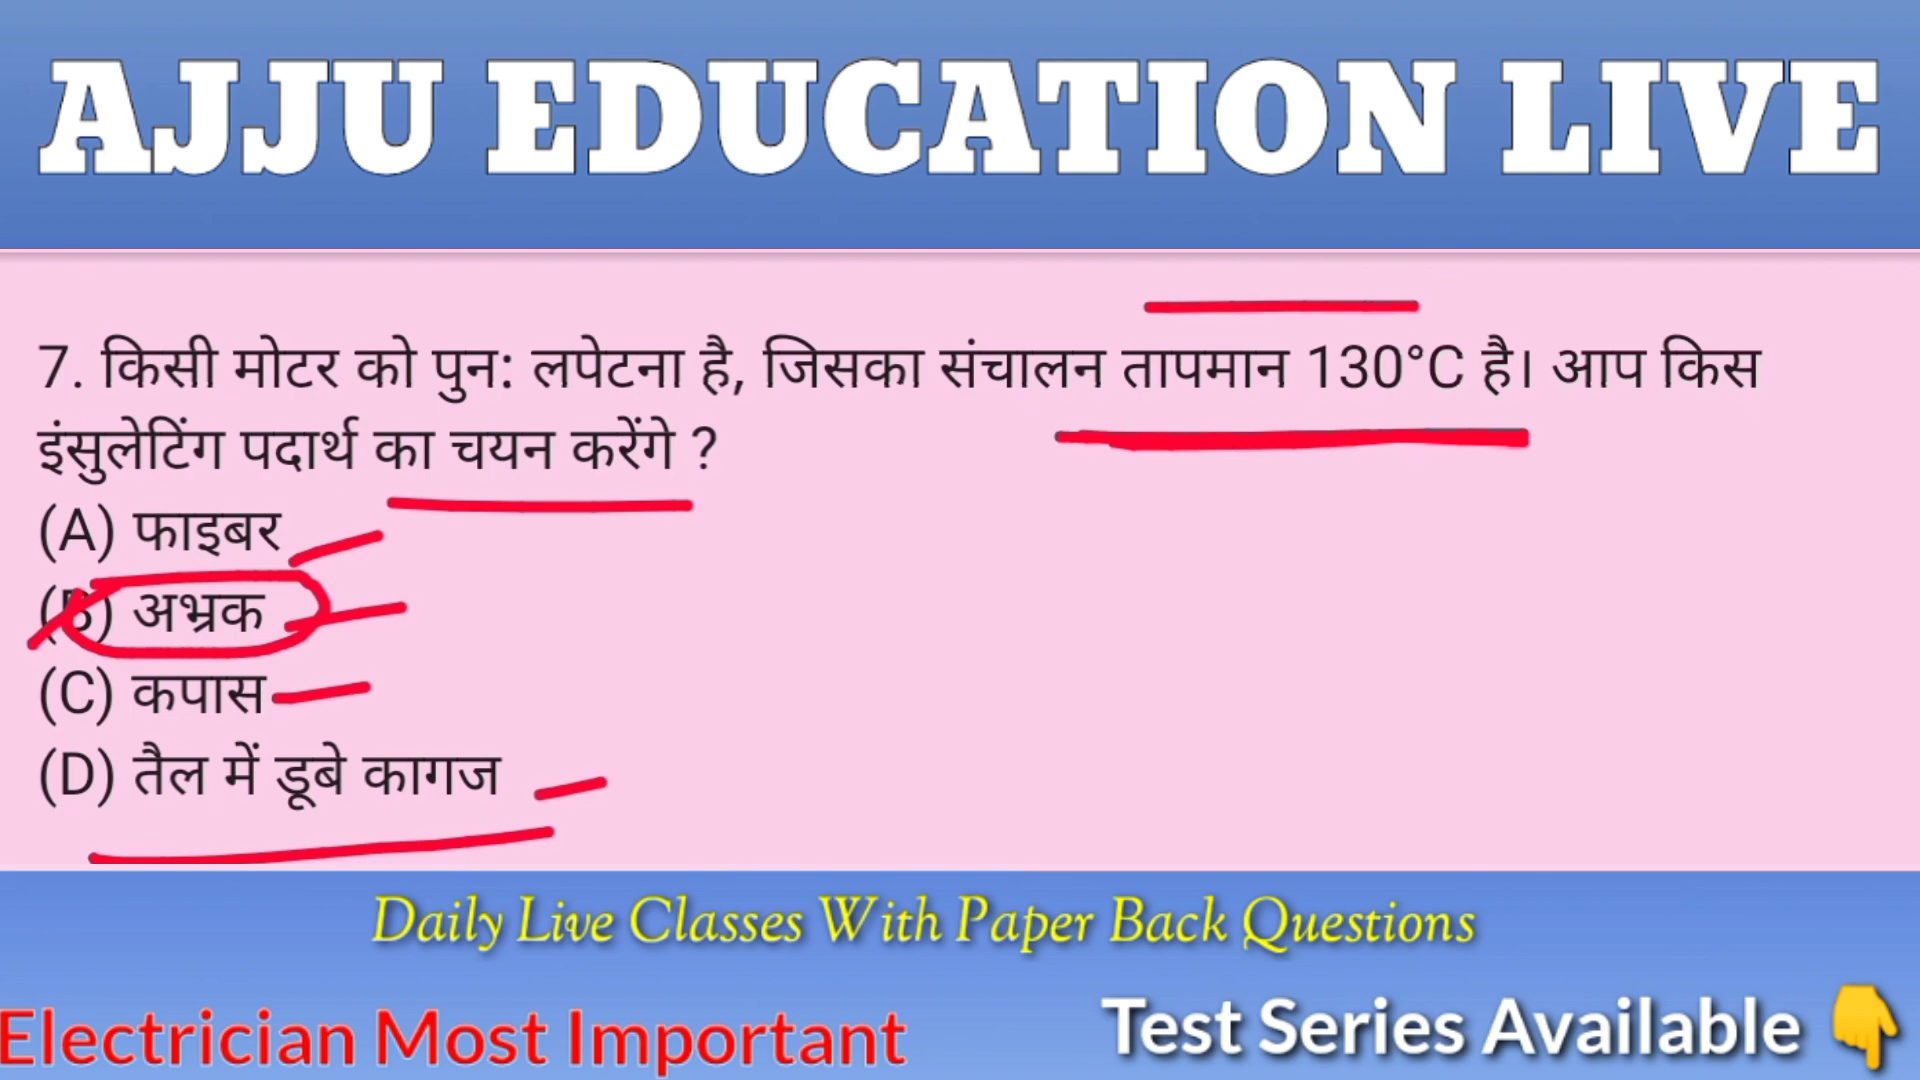 AJJU EDUCATION LIVE
7. किसी मोटर को पुन: लपेटना है, जिसका संचालन तापमान 130°C है। आप किस
इंसुलेटिंग पदार्थ का चयन करेंगे ?
(A) फाइबर
(B) अभ्रक
(C) कपास
(D) तैल में डूबे कागज
Daily Live Classes With Paper Back Questions
Electrician Most Important
Test Series Available 👇